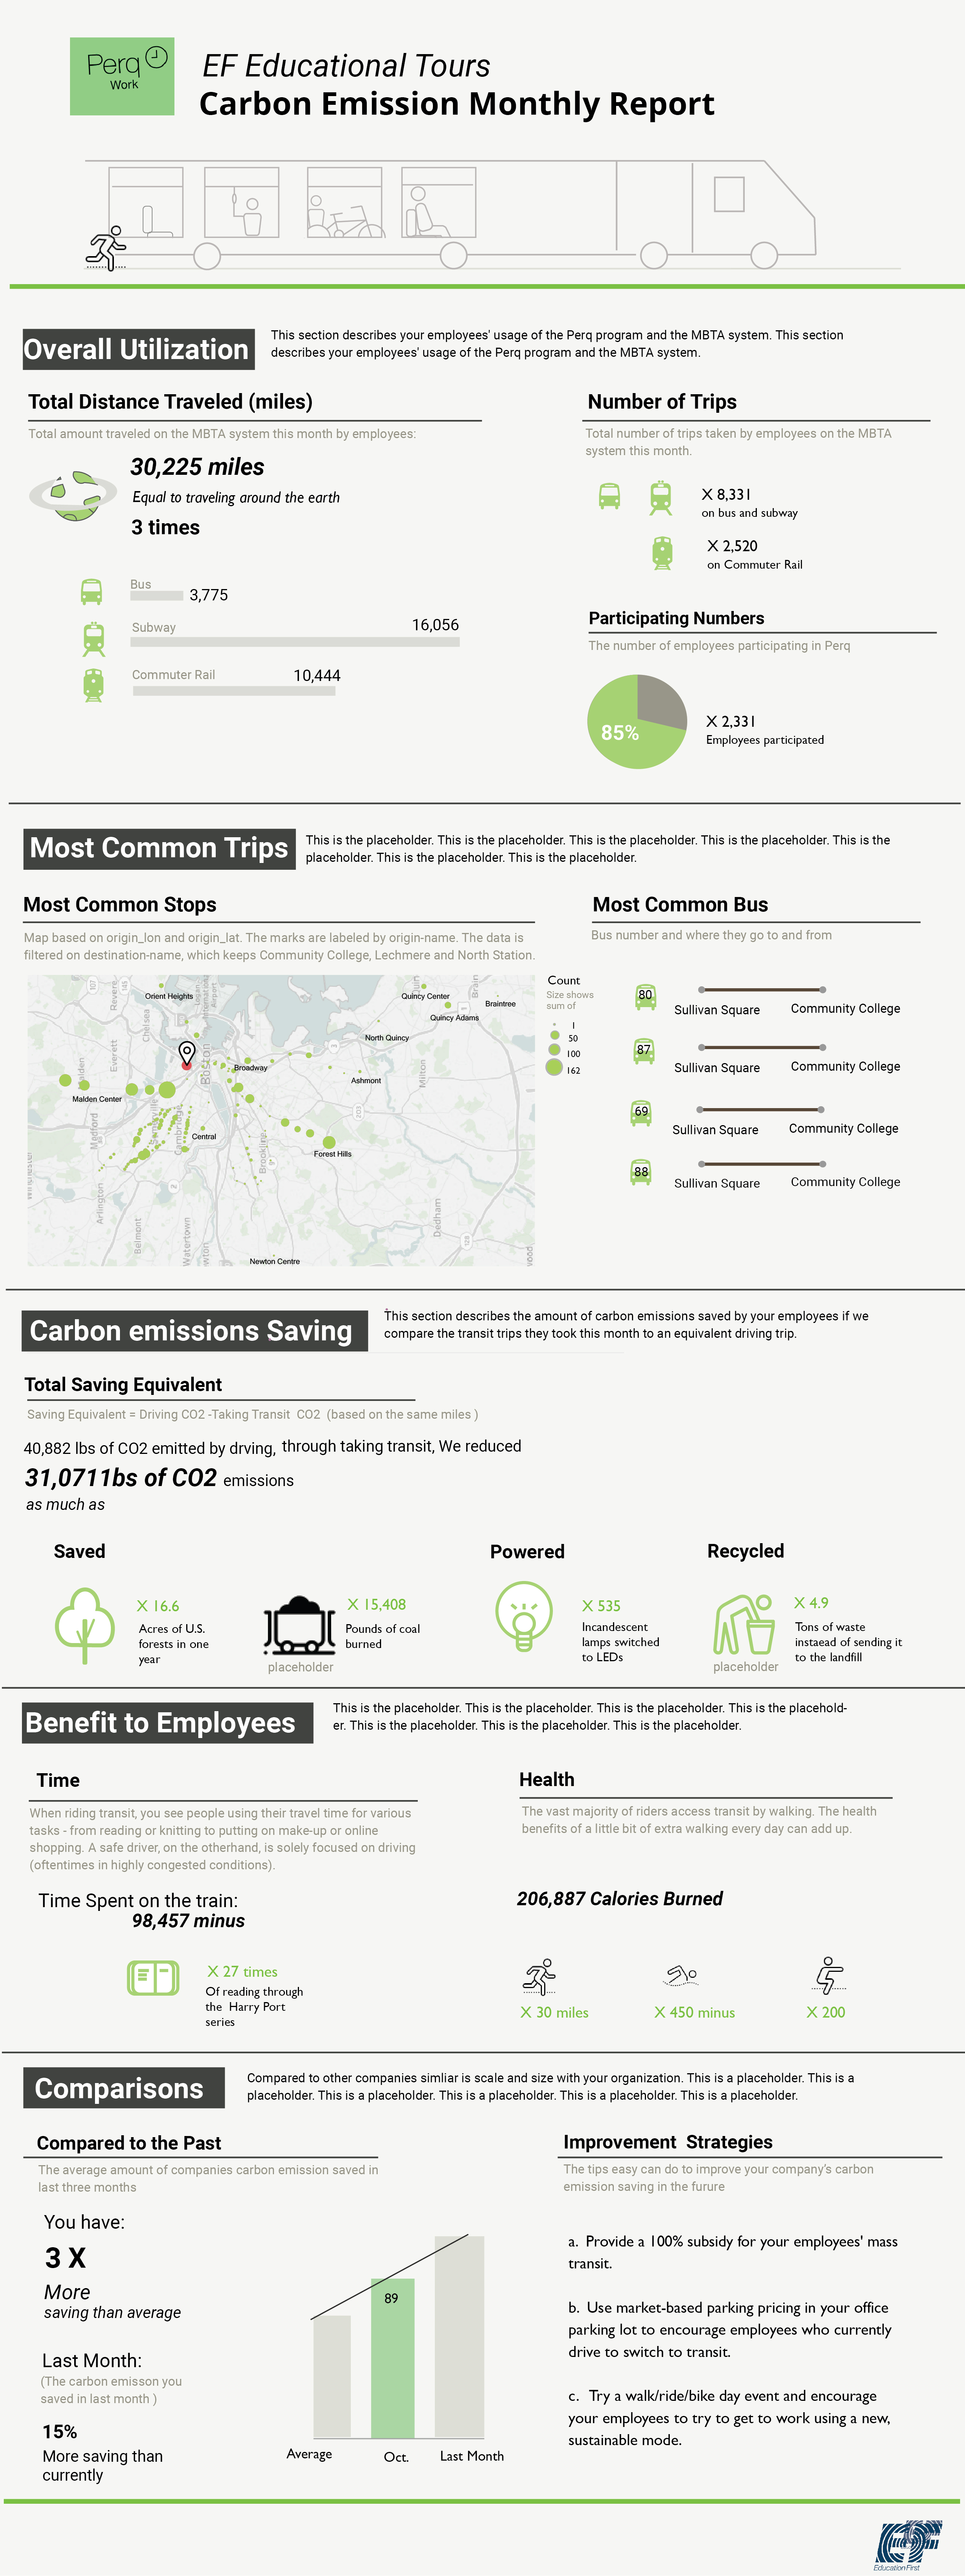 Perq
Work
EF Educational Tours
Carbon Emission Monthly Report
Overall Utilization
This section describes your employees' usage of the Perq program and the MBTA system. This section
describes your employees' usage of the Perq program and the MBTA system.
Total Distance Traveled (miles)
Total amount traveled on the MBTA system this month by employees:
30,225 miles
Equal to traveling around the earth
3 times
Bus
3,775
Subway
16,056
Commuter Rail
10,444
Number of Trips
Total number of trips taken by employees on the MBTA
system this month.
X 8,331
on bus and subway
X 2,520
on Commuter Rail
Participating Numbers
The number of employees participating in Perq
85%
X 2,331
Employees participated
Most Common Trips
This is the placeholder. This is the placeholder. This is the placeholder. This is the placeholder. This is the
placeholder. This is the placeholder. This is the placeholder.
Most Common Stops
Map based on origin_lon and origin_lat. The marks are labeled by origin-name. The data is
filtered on destination-name, which keeps Community College, Lechmere and North Station.
Orient Heights
Quincy Center
Braintree
Quincy Adams
North Quincy
Broadway
Ashmont
Malden Center
Central
Forest Hills
Newton Centre
Revere
Chelsea
Everett
Boston
Milton
Medford
Somerville
Cambridge
Brookline
Arlington
Belmont
Watertown
Dedham
Count
Size shows
sum of
1
50
100
162
Most Common Bus
Bus number and where they go to and from
80
Sullivan Square
Community College
87
Sullivan Square
Community College
69
Sullivan Square
Community College
88
Sullivan Square
Community College
Carbon emissions Saving
This section describes the amount of carbon emissions saved by your employees if we
compare the transit trips they took this month to an equivalent driving trip.
Total Saving Equivalent
Saving Equivalent = Driving CO2 -Taking Transit CO2 (based on the same miles )
40,882 lbs of CO2 emitted by drving, through taking transit, We reduced
31,0711bs of CO2 emissions
as much as
Saved
X 16.6
Acres of U.S.
forests in one
year
X 15,408
Pounds of coal
burned
placeholder
Powered
X 535
Incandescent
lamps switched
to LEDs
Recycled
X 4.9
Tons of waste
instaead of sending it
to the landfill
placeholder
Benefit to Employees
This is the placeholder. This is the placeholder. This is the placeholder. This is the placehold-
er. This is the placeholder. This is the placeholder. This is the placeholder.
Time
When riding transit, you see people using their travel time for various
tasks - from reading or knitting to putting on make-up or online
shopping. A safe driver, on the otherhand, is solely focused on driving
(oftentimes in highly congested conditions).
Time Spent on the train:
98,457 minus
X 27 times
Of reading through
the Harry Port
series
Health
The vast majority of riders access transit by walking. The health
benefits of a little bit of extra walking every day can add up.
206,887 Calories Burned
X 30 miles
X 450 minus
X 200
Comparisons
Compared to other companies simliar is scale and size with your organization. This is a placeholder. This is a
placeholder. This is a placeholder. This is a placeholder. This is a placeholder. This is a placeholder.
Compared to the Past
The average amount of companies carbon emission saved in
last three months
You have:
3 X
More
saving than average
Last Month:
(The carbon emisson you
saved in last month )
15%
More saving than
currently
89
Average
Oct.
Last Month
Improvement Strategies
The tips easy can do to improve your company's carbon
emission saving in the furure
a. Provide a 100% subsidy for your employees' mass
transit.
b. Use market-based parking pricing in your office
parking lot to encourage employees who currently
drive to switch to transit.
c. Try a walk/ride/bike day event and encourage
your employees to try to get to work using a new,
sustainable mode.
EF
Education First